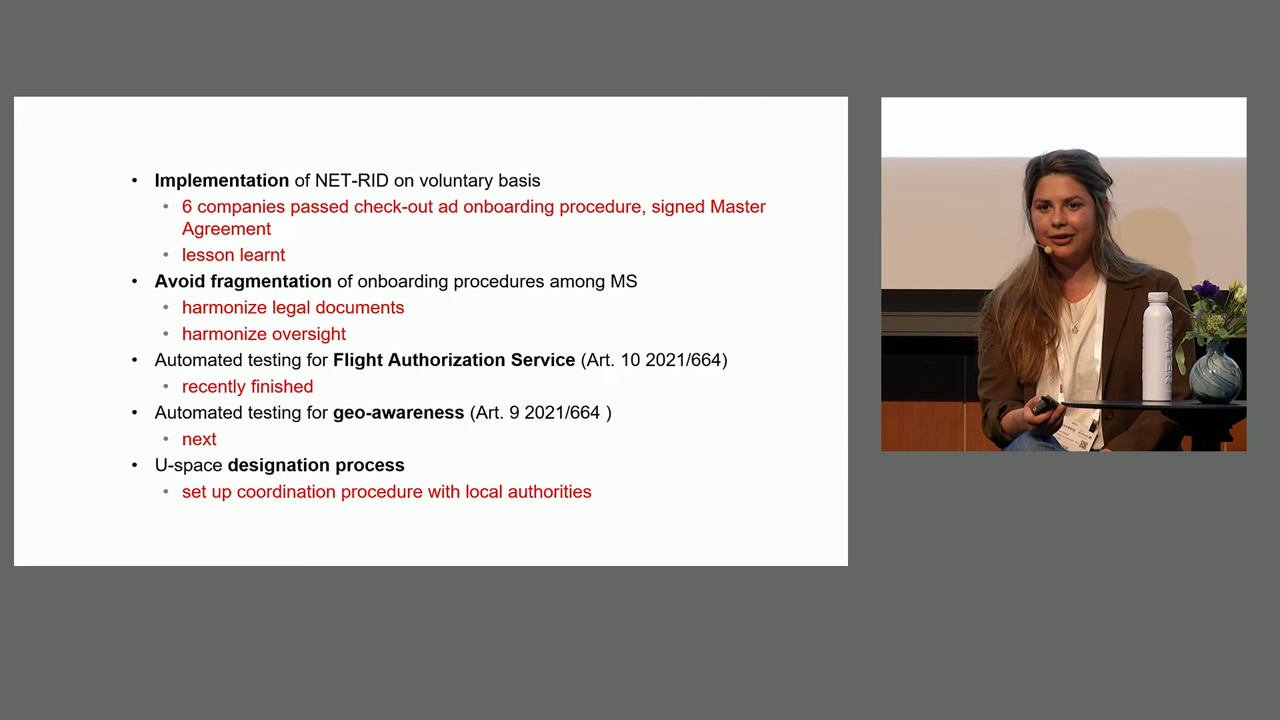 • Implementation of NET-RID on voluntary basis
• 6 companies passed check-out ad onboarding procedure, signed Master
Agreement
• lesson learnt
• Avoid fragmentation of onboarding procedures among MS
• harmonize legal documents
• harmonize oversight
• Automated testing for Flight Authorization Service (Art. 10 2021/664)
• recently finished
• Automated testing for geo-awareness (Art. 9 2021/664 )
• next
• U-space designation process
• set up coordination procedure with local authorities
WATER